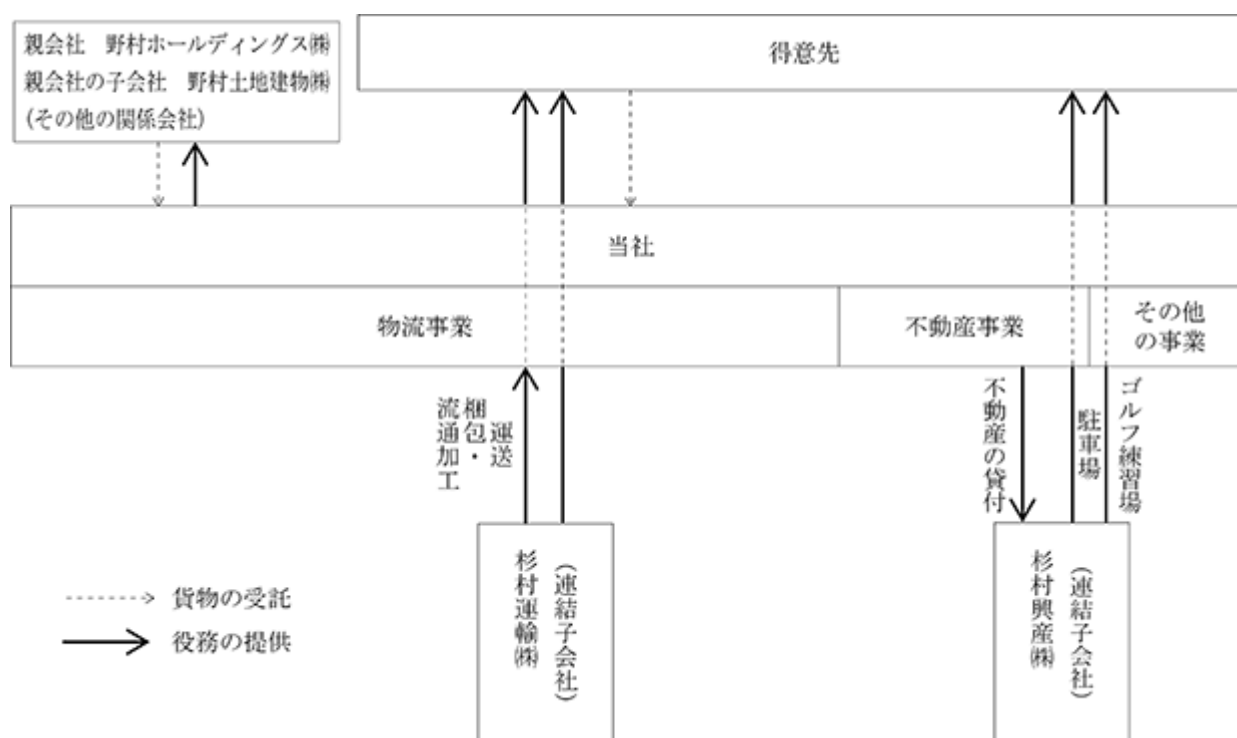 親会社　野村ホールディングス㈱
親会社の子会社　野村土地建物㈱
(その他の関係会社)
得意先
当社
物流事業
不動産事業
その他
の事業
運送
梱包・
流通加工
不動産の貸付
駐車場
ゴルフ練習場
(連結子会社)
杉村運輸㈱
(連結子会社)
杉村興産㈱
貨物の受託
役務の提供